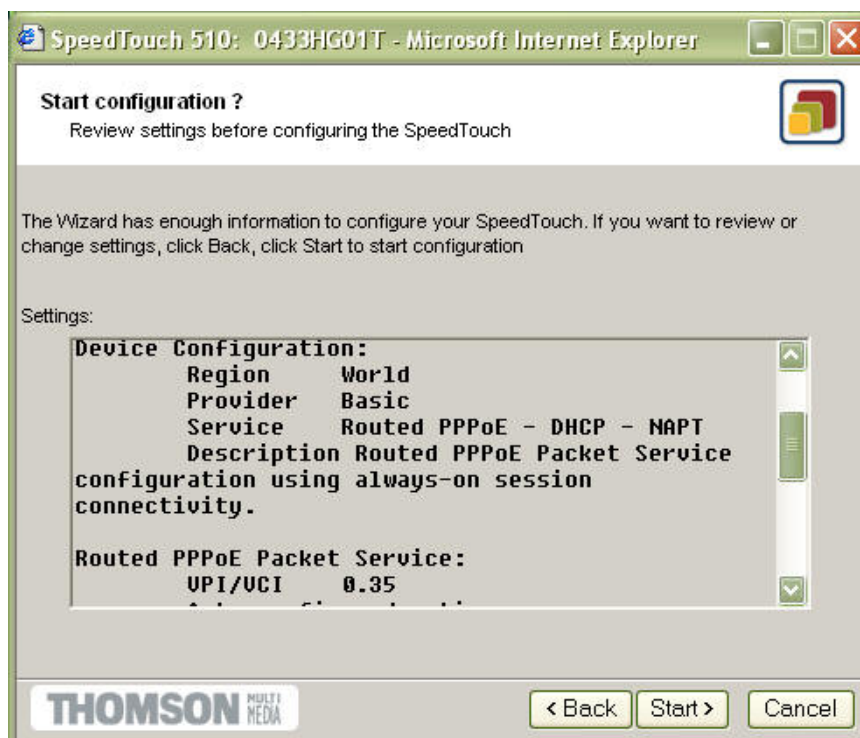 SpeedTouch 510: 0433HG01T - Microsoft Internet Explorer
Start configuration ?
Review settings before configuring the SpeedTouch
The Wizard has enough information to configure your SpeedTouch. If you want to review or
change settings, click Back, click Start to start configuration
Settings:
Device Configuration:
Region World
Provider Basic
Service Routed PPPoE - DHCP - NAPT
Description Routed PPPoE Packet Service
configuration using always-on session
connectivity.
Routed PPPoE Packet Service:
VPI/VCI 0.35
THOMSON MULTI
MEDIA
< Back Start > Cancel